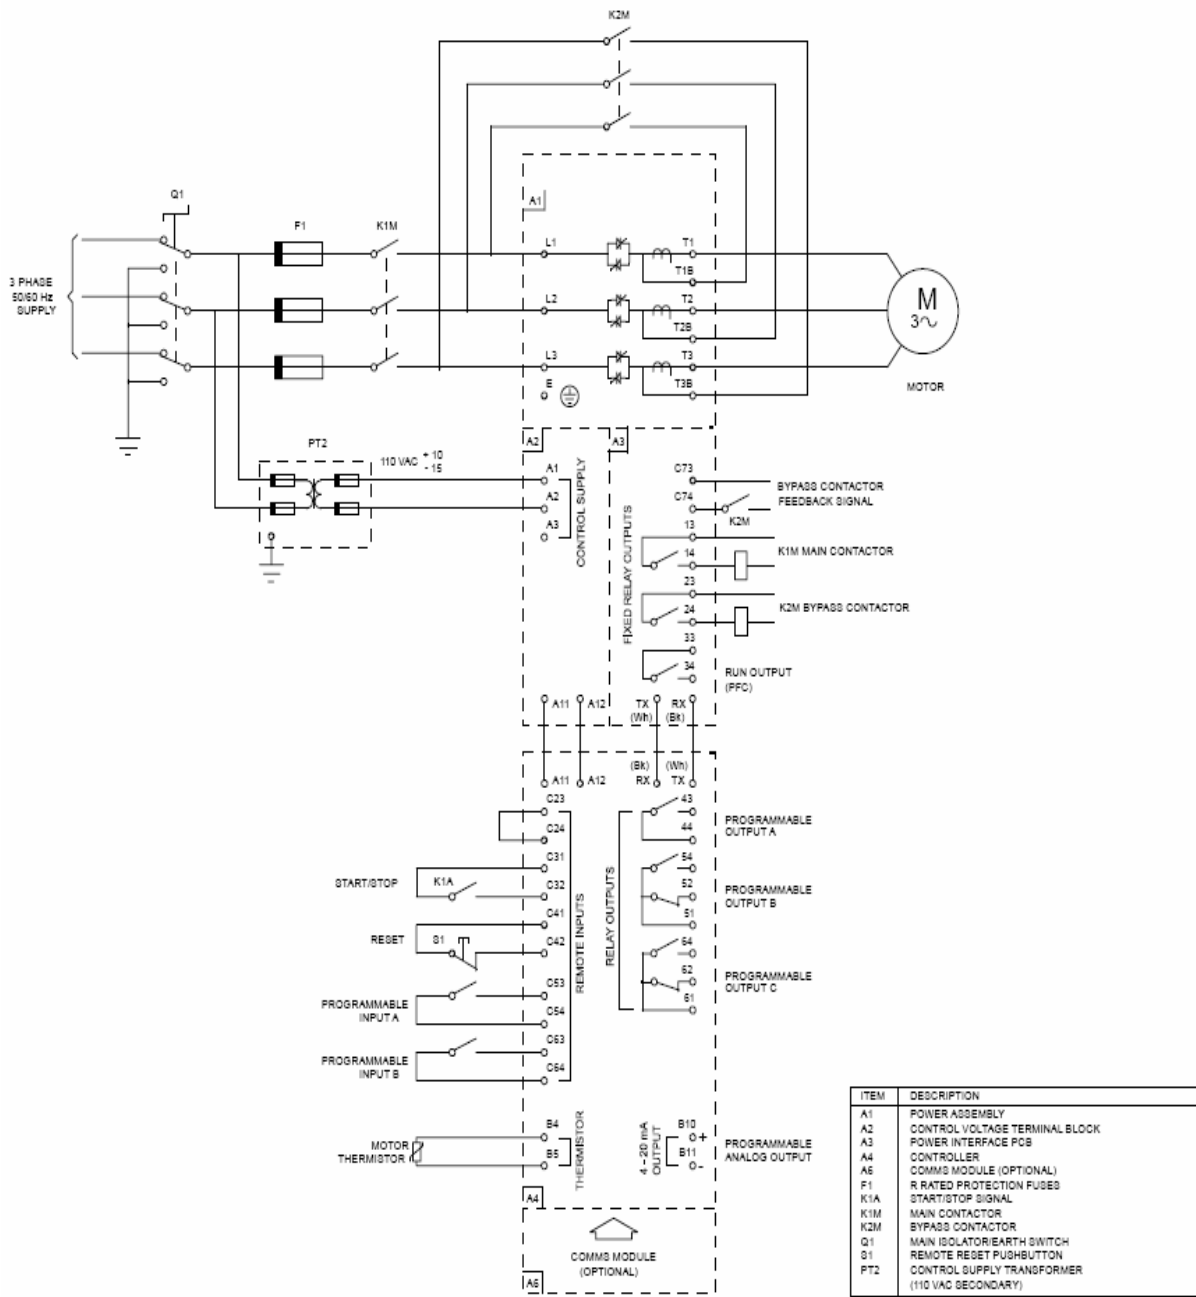 K2M
Q1
F1
K1M
A1
L1
T1
T1B
3 PHASE
50/60 Hz
SUPPLY
L2
T2
T2B
M
3
L3
T3
T3B
E
MOTOR
PT2
110 VAC + 10
- 15
A2
A3
A1
A2
A3
CONTROL SUPPLY
FIXED RELAY OUTPUTS
C73
C74
BYPASS CONTACTOR
FEEDBACK SIGNAL
K2M
13
14
K1M MAIN CONTACTOR
23
24
K2M BYPASS CONTACTOR
33
34
RUN OUTPUT
(PFC)
A11
A12
TX
(Wh)
RX
(Bk)
(Bk)
RX
(Wh)
TX
A11
A12
C23
C24
C31
C32
C41
C42
C53
C54
C63
C64
START/STOP
K1A
RESET
S1
PROGRAMMABLE
INPUT A
PROGRAMMABLE
INPUT B
REMOTE INPUTS
RELAY OUTPUTS
43
44
PROGRAMMABLE
OUTPUT A
54
52
51
PROGRAMMABLE
OUTPUT B
64
62
61
PROGRAMMABLE
OUTPUT C
MOTOR
THERMISTOR
B4
B5
THERMISTOR
4 - 20 mA
OUTPUT
B10
+
B11
-
PROGRAMMABLE
ANALOG OUTPUT
A4
COMMS MODULE
(OPTIONAL)
A6
ITEM DESCRIPTION
A1 POWER ASSEMBLY
A2 CONTROL VOLTAGE TERMINAL BLOCK
A3 POWER INTERFACE PCB
A4 CONTROLLER
A6 COMMS MODULE (OPTIONAL)
F1 R RATED PROTECTION FUSES
K1A START/STOP SIGNAL
K1M MAIN CONTACTOR
K2M BYPASS CONTACTOR
Q1 MAIN ISOLATOR/EARTH SWITCH
S1 REMOTE RESET PUSHBUTTON
PT2 CONTROL SUPPLY TRANSFORMER
(110 VAC SECONDARY)